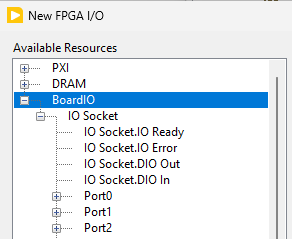 New FPGA I/O
Available Resources
PXI
DRAM
BoardIO
IO Socket
IO Socket.IO Ready
IO Socket.IO Error
IO Socket.DIO Out
IO Socket.DIO In
Port0
Port1
Port2